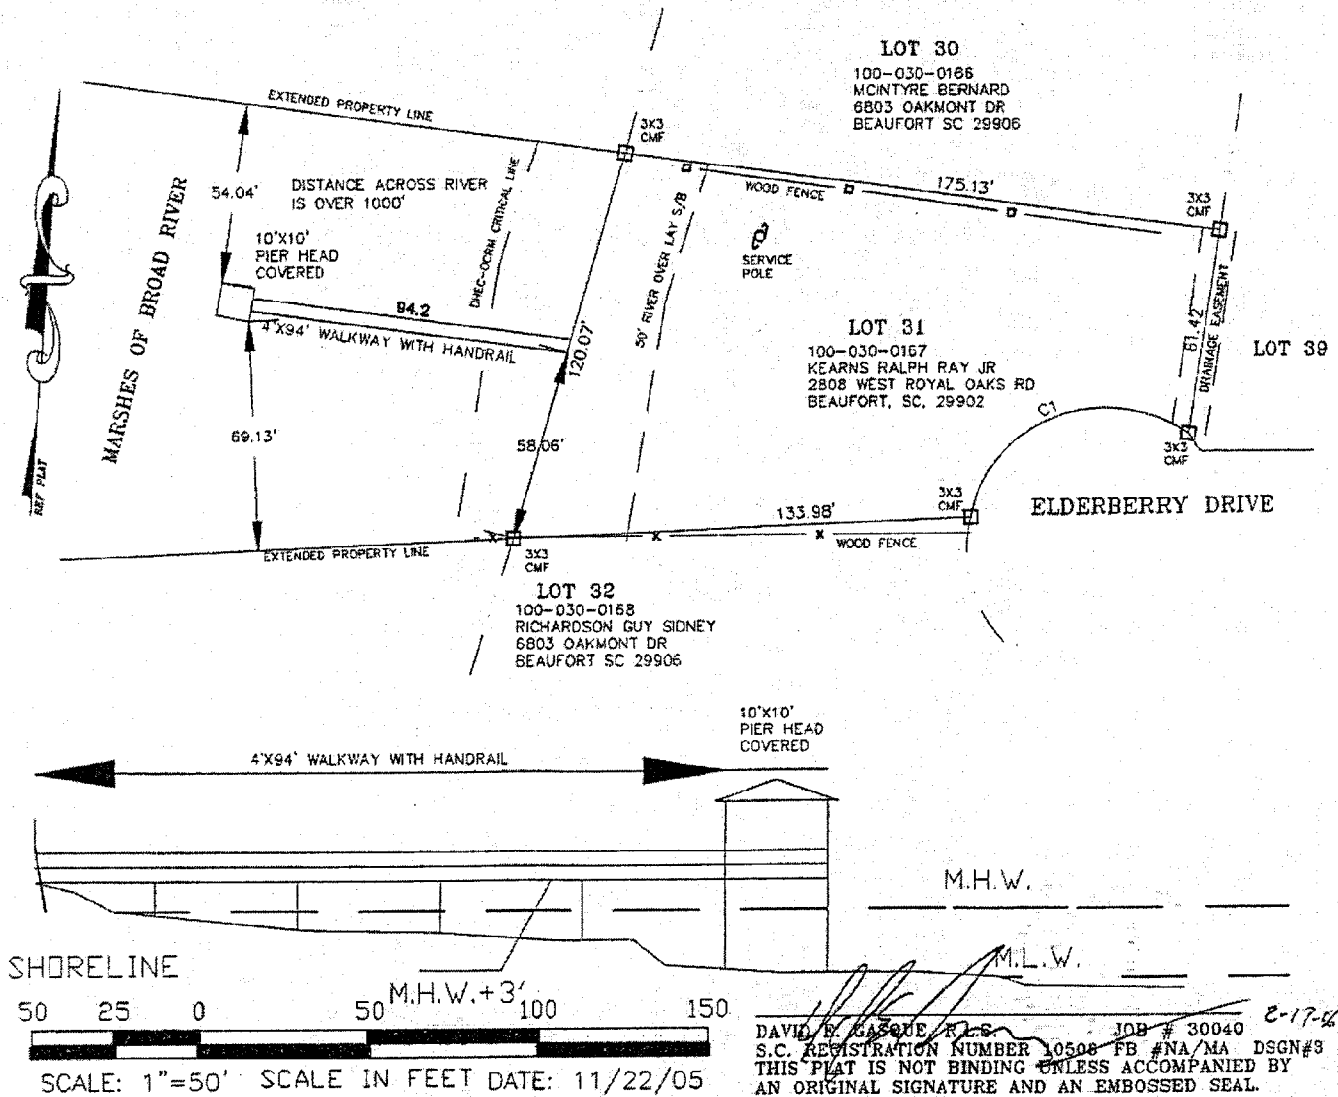 LOT 30
100-030-0166
MCINTYRE BERNARD
6803 OAKMONT DR
BEAUFORT SC 29906
EXTENDED PROPERTY LINE
3X3
CMF
54.04'
DISTANCE ACROSS RIVER
IS OVER 1000'
DHEC-OCRM CRITICAL LINE
WOOD FENCE
175.13'
3X3
CMF
MARSHES OF BROAD RIVER
10'X10'
PIER HEAD
COVERED
50' RIVER OVER LAY S/B
SERVICE
POLE
94.2
4'X94' WALKWAY WITH HANDRAIL
120.07'
LOT 31
100-030-0167
KEARNS RALPH RAY JR
2808 WEST ROYAL OAKS RD
BEAUFORT, SC, 29902
61.42'
DRAINAGE EASEMENT
LOT 39
C1
69.13'
58.06'
3X3
CMF
REF PLAT
3X3
CMF
ELDERBERRY DRIVE
133.98'
EXTENDED PROPERTY LINE
3X3
CMF
WOOD FENCE
LOT 32
100-030-0168
RICHARDSON GUY SIDNEY
6803 OAKMONT DR
BEAUFORT SC 29906
10'X10'
PIER HEAD
COVERED
4'X94' WALKWAY WITH HANDRAIL
M.H.W.
SHORELINE
M.L.W.
M.H.W.+3'
50 25 0 50 100 150
SCALE: 1"=50' SCALE IN FEET DATE: 11/22/05
DAVID E. GASQUE, R.L.S. JOB # 30040
2-17-06
S.C. REGISTRATION NUMBER 10506 FB #NA/MA DSGN#3
THIS PLAT IS NOT BINDING UNLESS ACCOMPANIED BY
AN ORIGINAL SIGNATURE AND AN EMBOSSED SEAL.